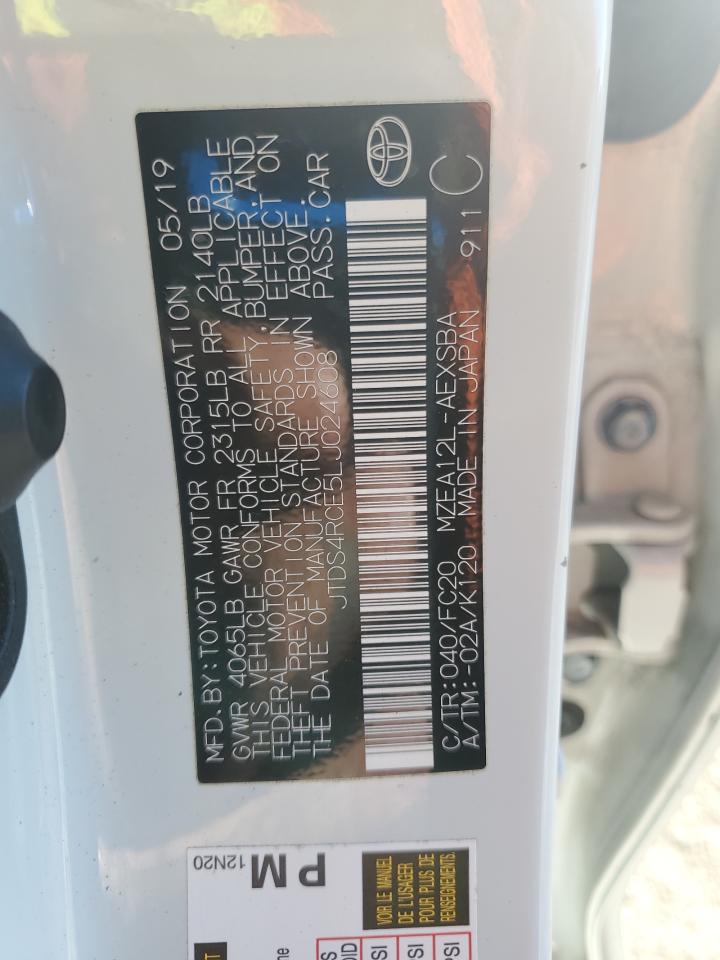 MFD.BY:TOYOTA MOTOR CORPORATION 05/19
GVWR 4065LB GAWR FR 2315LB RR 2140LB
THIS VEHICLE CONFORMS TO ALL APPLICABLE
FEDERAL MOTOR VEHICLE SAFETY, BUMPER, AND
THEFT PREVENTION STANDARDS IN EFFECT ON
THE DATE OF MANUFACTURE SHOWN ABOVE.
JTDS4RCE5LJ024608 PASS.CAR
C/TR:040/FC20 MZEA12L-AEXSBA
A/TM:-02A/K120 MADE IN JAPAN 911 C
12N20
PM
VOIR LE MANUEL
DE L'USAGER
POUR PLUS DE
RENSEIGNEMENTS.
PSI
PSI
PSI